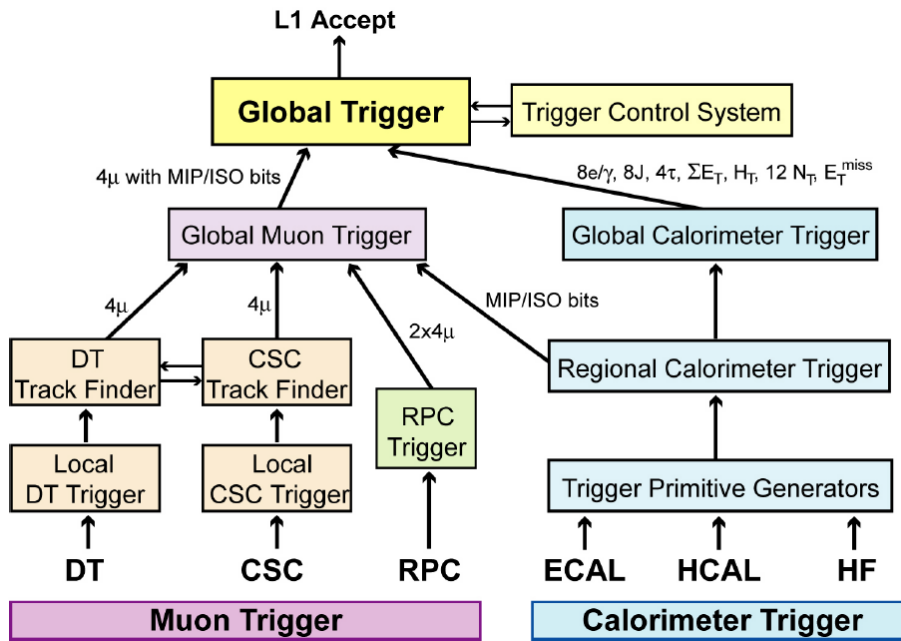 L1 Accept
Global Trigger
Trigger Control System
4μ with MIP/ISO bits
8e/γ, 8J, 4τ, ΣE_T, H_T, 12 N_T, E_T^miss
Global Muon Trigger
Global Calorimeter Trigger
4μ
4μ
2x4μ
MIP/ISO bits
DT
Track Finder
CSC
Track Finder
Regional Calorimeter Trigger
RPC
Trigger
Local
DT Trigger
Local
CSC Trigger
Trigger Primitive Generators
DT
CSC
RPC
ECAL
HCAL
HF
Muon Trigger
Calorimeter Trigger